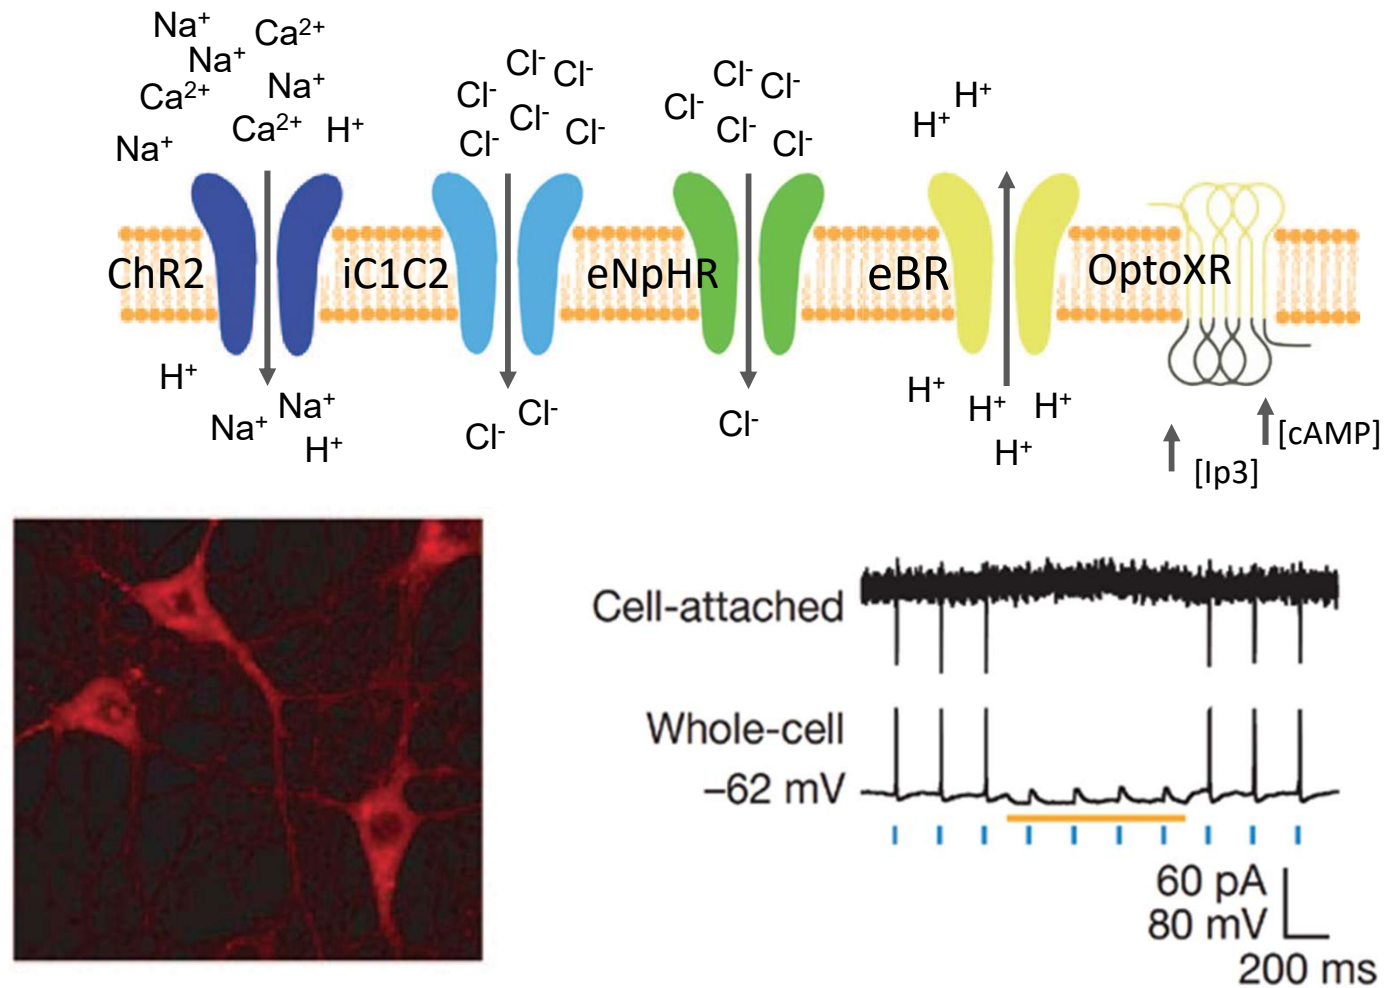 Na⁺ Ca²⁺
Na⁺
Ca²⁺ Na⁺
Ca²⁺ H⁺
Na⁺
Cl⁻ Cl⁻
Cl⁻
Cl⁻ Cl⁻
Cl⁻
Cl⁻ Cl⁻
Cl⁻
Cl⁻ Cl⁻
H⁺
H⁺
ChR2 iC1C2 eNpHR eBR OptoXR
H⁺
Na⁺ Na⁺
H⁺
Cl⁻ Cl⁻
Cl⁻
H⁺ H⁺ H⁺
H⁺
[cAMP]
[Ip3]
Cell-attached
Whole-cell
–62 mV
60 pA
80 mV
200 ms